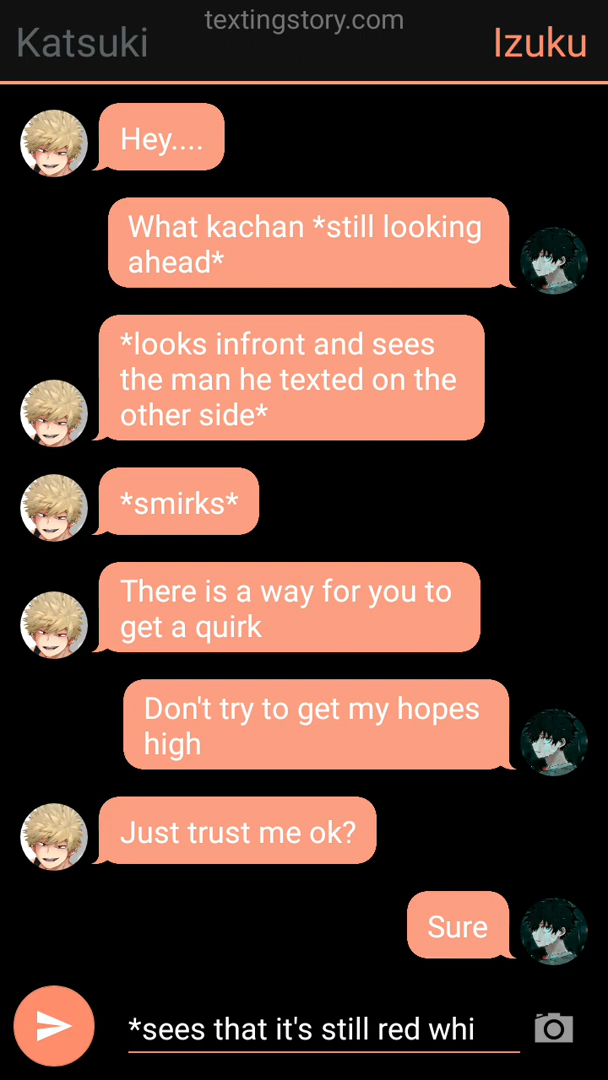 textingstory.com
Katsuki
Izuku
Hey....
What kachan *still looking
ahead*
*looks infront and sees
the man he texted on the
other side*
*smirks*
There is a way for you to
get a quirk
Don't try to get my hopes
high
Just trust me ok?
Sure
*sees that it's still red whi